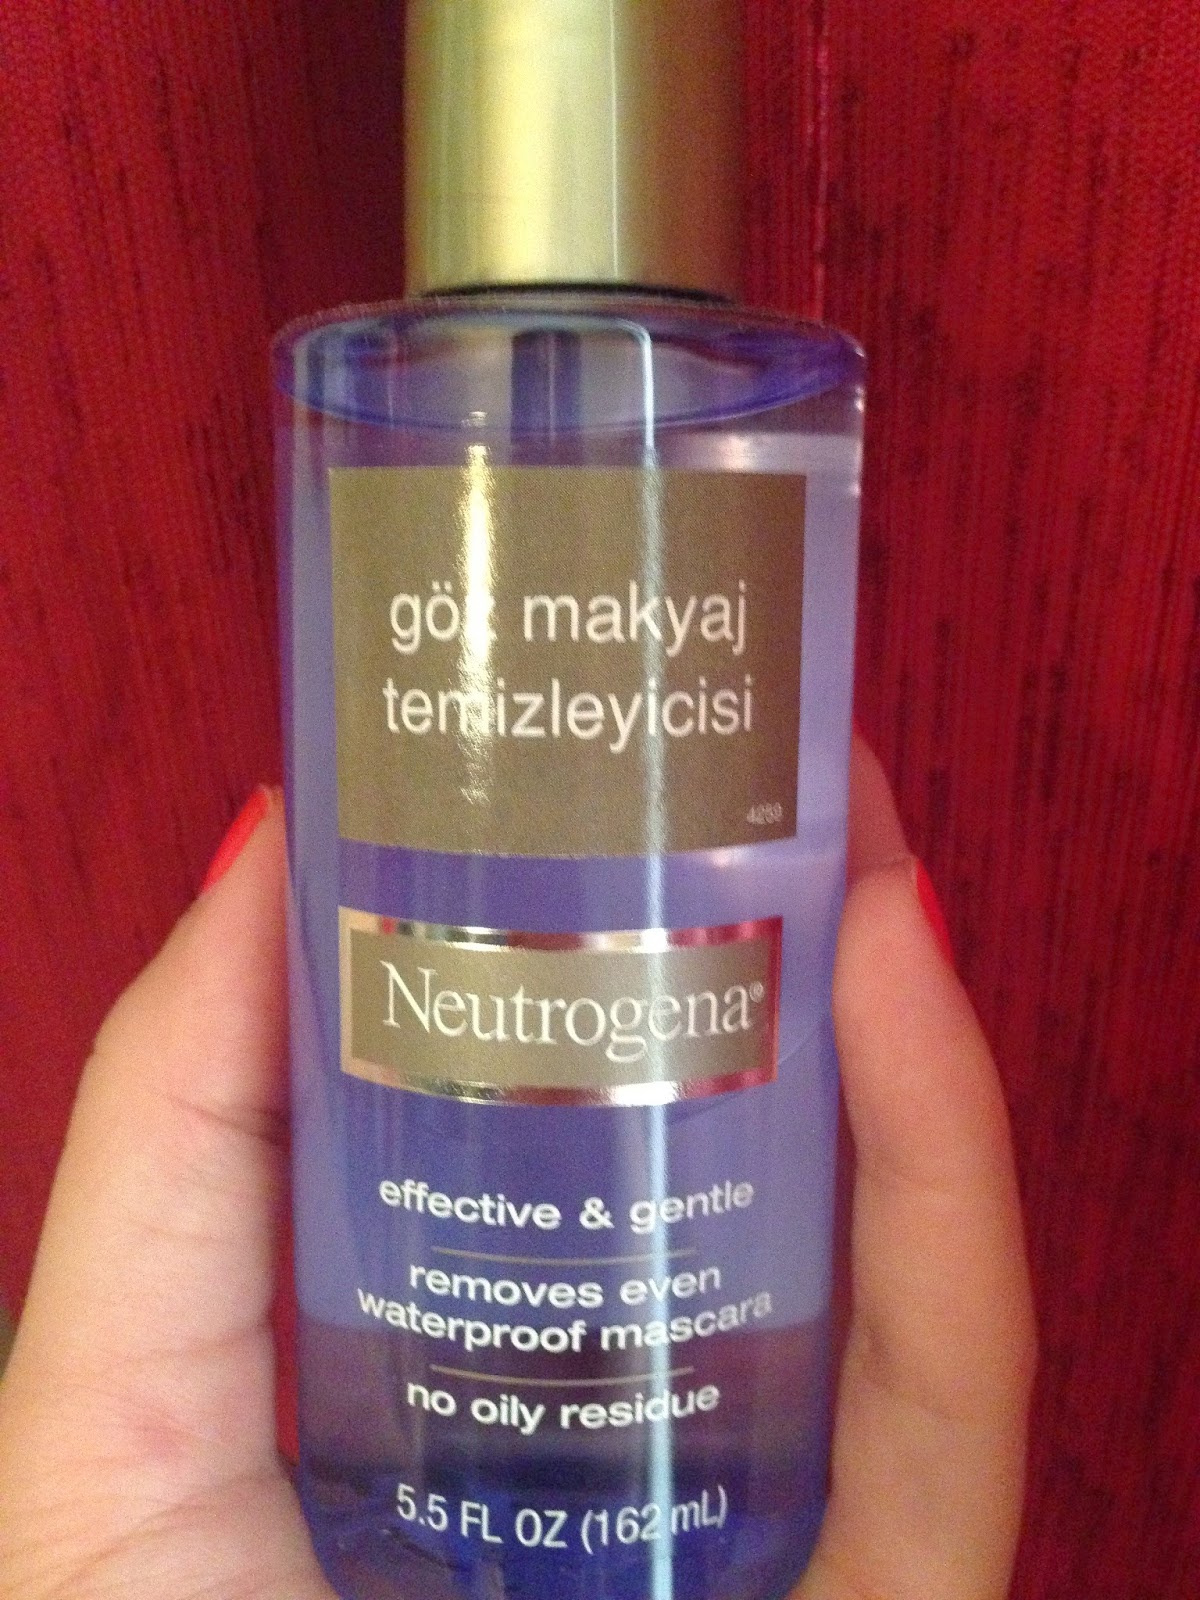 göz makyaj
temizleyicisi
4259
Neutrogena®
effective & gentle
removes even
waterproof mascara
no oily residue
5.5 FL OZ (162 mL)